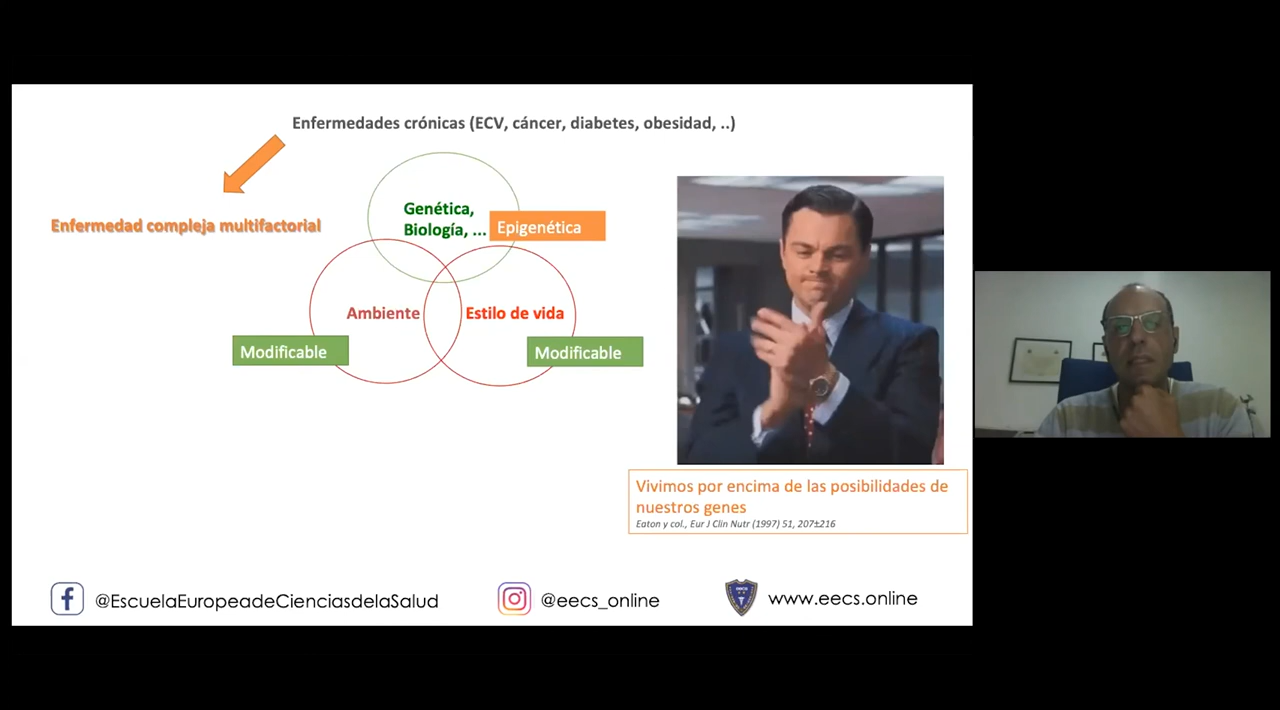 Enfermedades crónicas (ECV, cáncer, diabetes, obesidad, ..)
Enfermedad compleja multifactorial
Genética,
Biología, ...
Epigenética
Ambiente
Estilo de vida
Modificable
Modificable
Vivimos por encima de las posibilidades de
nuestros genes
Eaton y col., Eur J Clin Nutr (1997) 51, 207±216
@EscuelaEuropeadeCienciasdelaSalud
@eecs_online
www.eecs.online